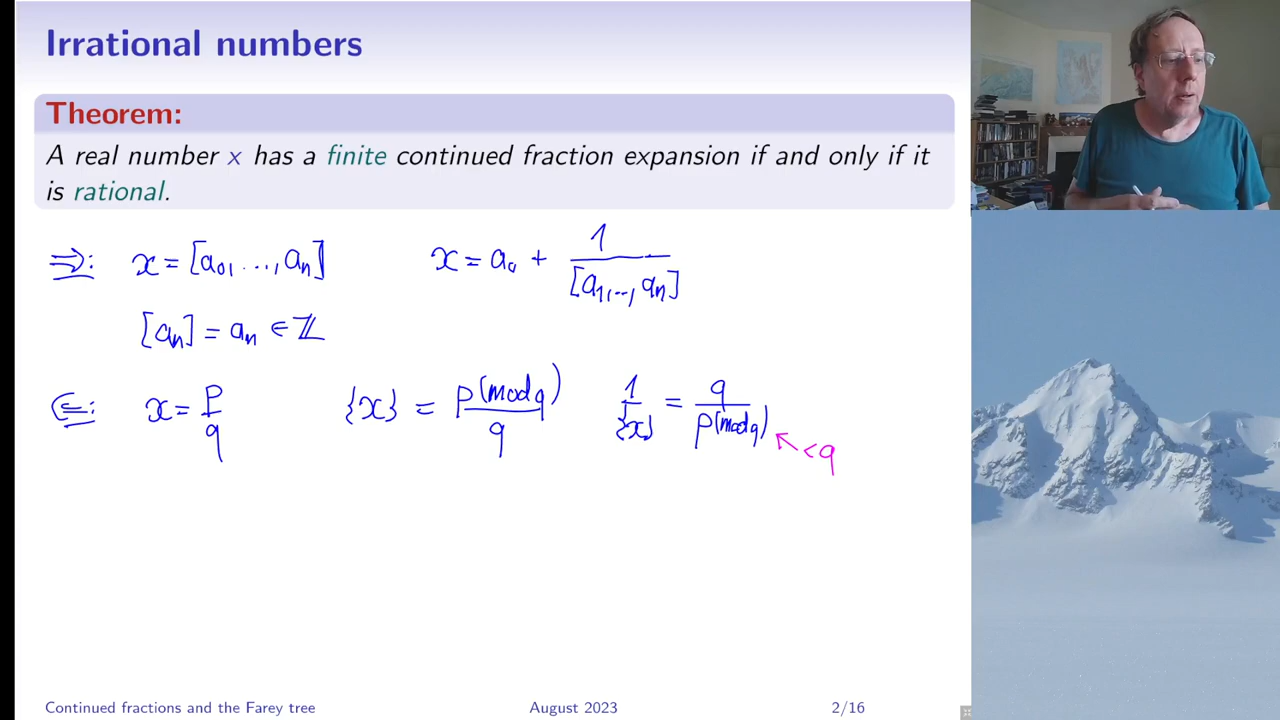 Irrational numbers
Theorem:
A real number x has a finite continued fraction expansion if and only if it
is rational.
⇒: x = [a₀, ..., aₙ] x = a₀ + 1/[a₁, .., aₙ]
[aₙ] = aₙ ∈ ℤ
⇐: x = p/q {x} = p(mod q)/q 1/{x} = q/p(mod q) ↖ < q
Continued fractions and the Farey tree August 2023 2/16